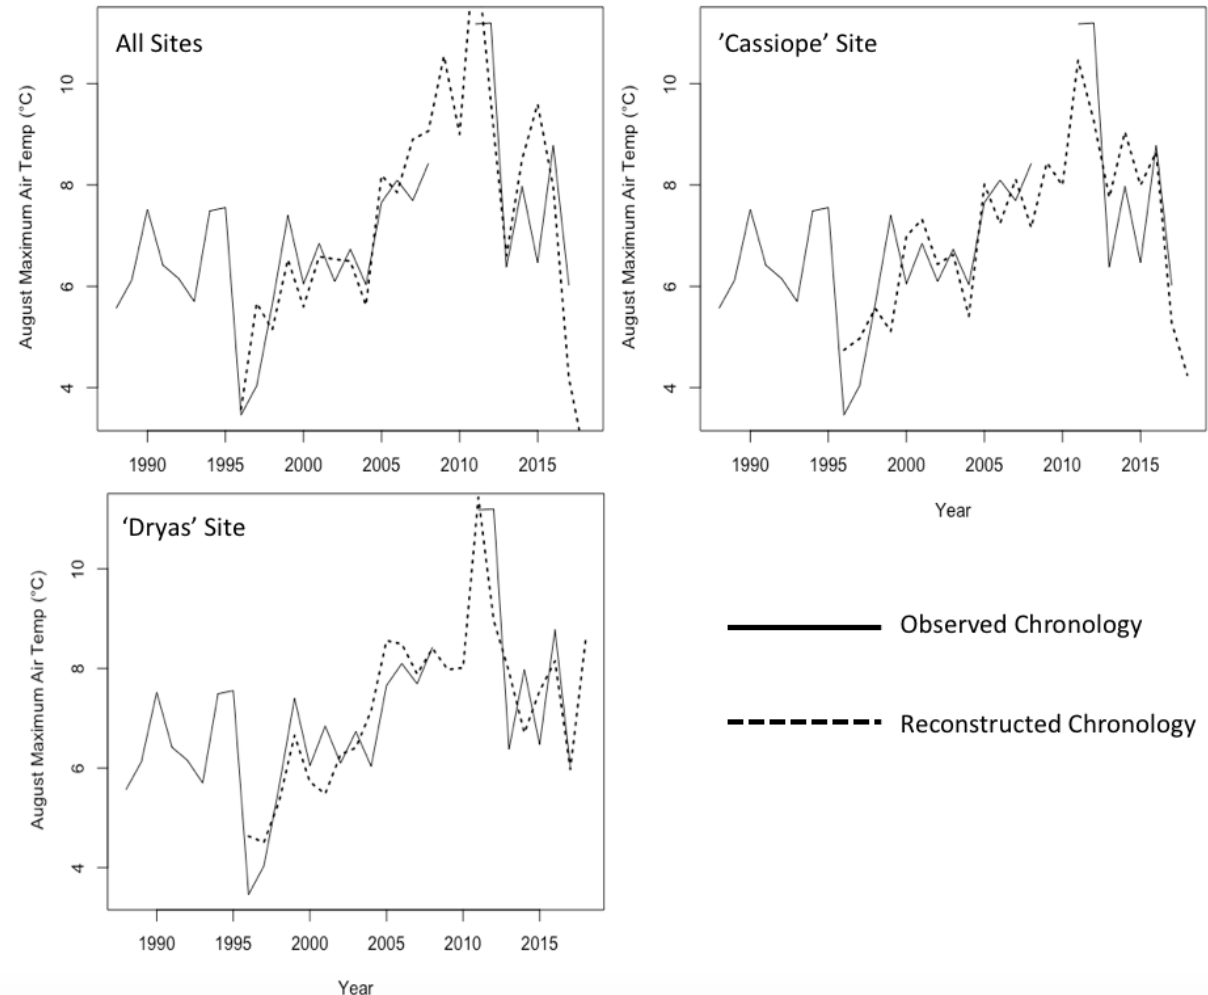 All Sites
August Maximum Air Temp (°C)
10
8
6
4
1990 1995 2000 2005 2010 2015
’Cassiope’ Site
August Maximum Air Temp (°C)
10
8
6
4
1990 1995 2000 2005 2010 2015
Year
‘Dryas’ Site
August Maximum Air Temp (°C)
10
8
6
4
1990 1995 2000 2005 2010 2015
Year
Observed Chronology
Reconstructed Chronology